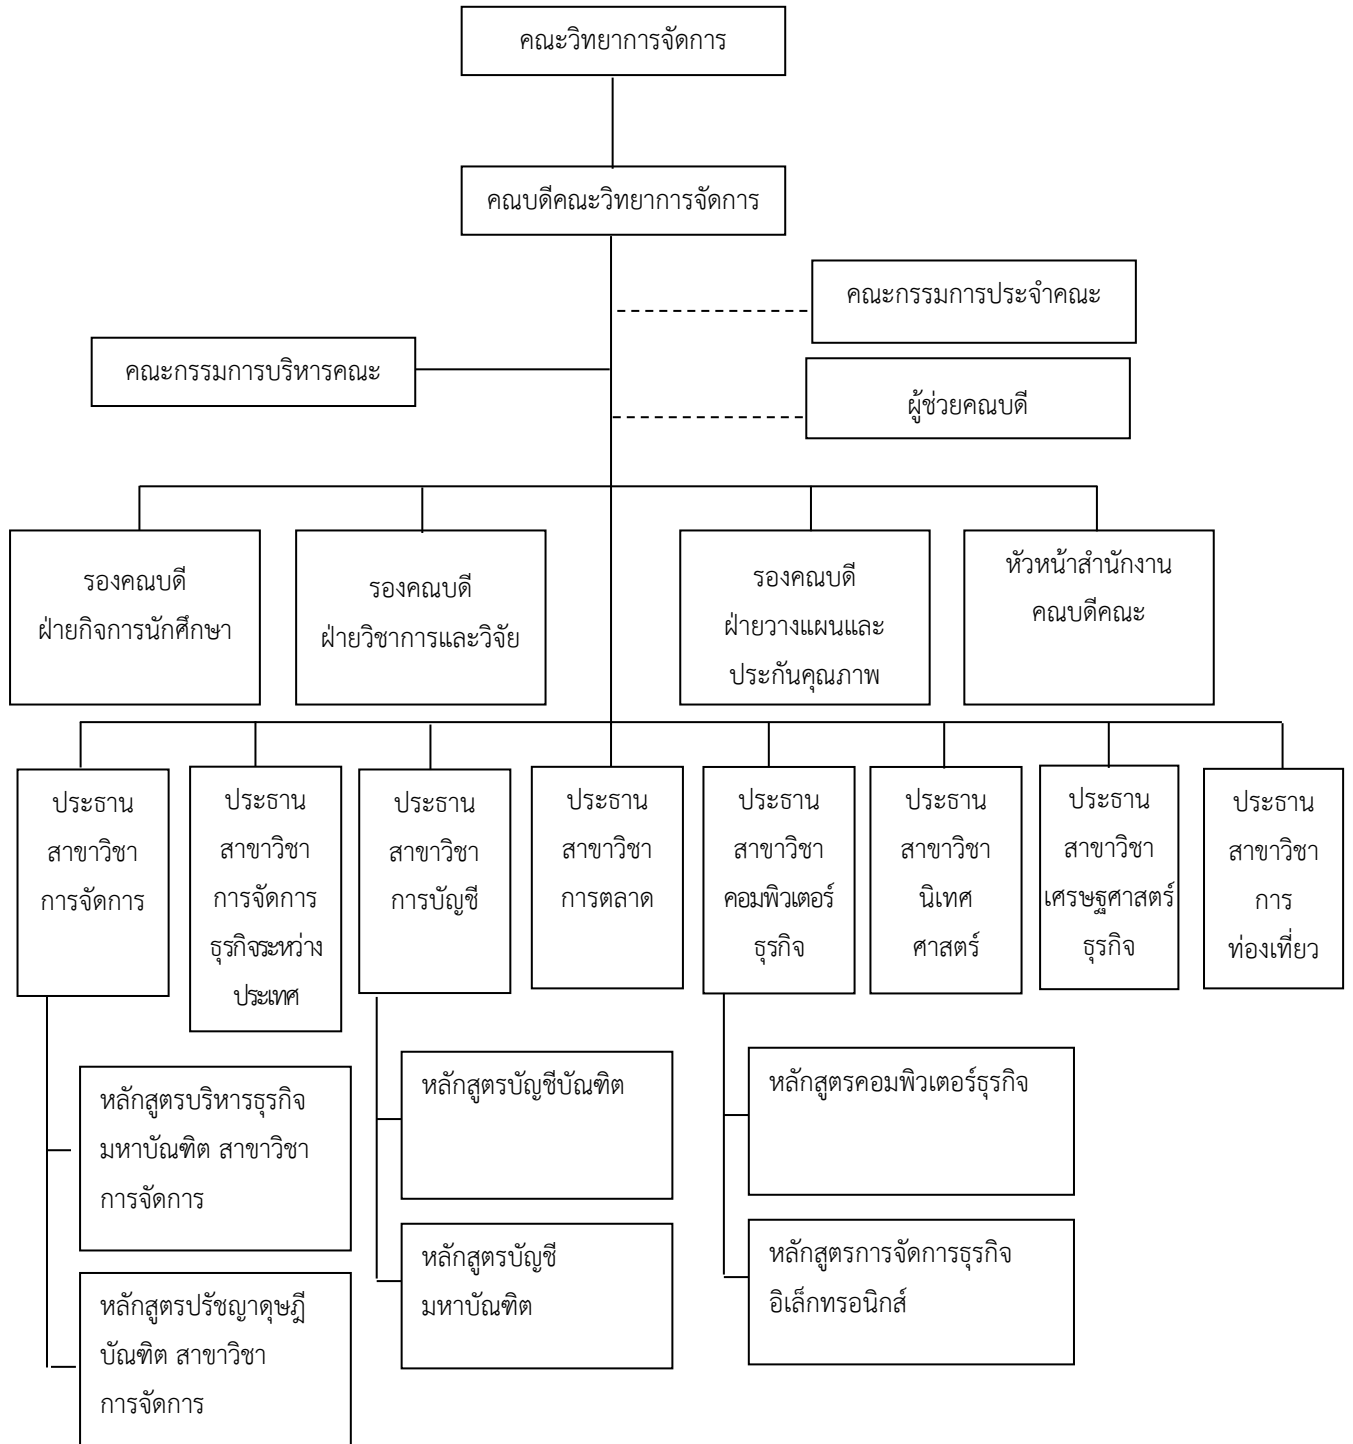 คณะวิทยาการจัดการ
คณบดีคณะวิทยาการจัดการ
คณะกรรมการประจำคณะ
คณะกรรมการบริหารคณะ
ผู้ช่วยคณบดี
รองคณบดี
ฝ่ายกิจการนักศึกษา
รองคณบดี
ฝ่ายวิชาการและวิจัย
รองคณบดี
ฝ่ายวางแผนและ
ประกันคุณภาพ
หัวหน้าสำนักงาน
คณบดีคณะ
ประธาน
สาขาวิชา
การจัดการ
ประธาน
สาขาวิชา
การจัดการ
ธุรกิจระหว่าง
ประเทศ
ประธาน
สาขาวิชา
การบัญชี
ประธาน
สาขาวิชา
การตลาด
ประธาน
สาขาวิชา
คอมพิวเตอร์
ธุรกิจ
ประธาน
สาขาวิชา
นิเทศ
ศาสตร์
ประธาน
สาขาวิชา
เศรษฐศาสตร์
ธุรกิจ
ประธาน
สาขาวิชา
การ
ท่องเที่ยว
หลักสูตรบริหารธุรกิจ
มหาบัณฑิต สาขาวิชา
การจัดการ
หลักสูตรปรัชญาดุษฎี
บัณฑิต สาขาวิชา
การจัดการ
หลักสูตรบัญชีบัณฑิต
หลักสูตรบัญชี
มหาบัณฑิต
หลักสูตรคอมพิวเตอร์ธุรกิจ
หลักสูตรการจัดการธุรกิจ
อิเล็กทรอนิกส์